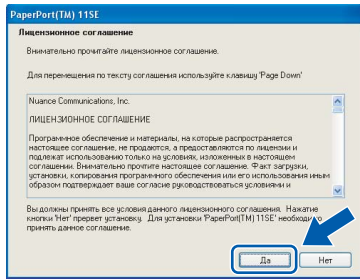 PaperPort(TM) 11SE
Лицензионное соглашение
Внимательно прочитайте лицензионное соглашение.
Для перемещения по тексту соглашения используйте клавишу 'Page Down'
Nuance Communications, Inc.
ЛИЦЕНЗИОННОЕ СОГЛАШЕНИЕ
Программное обеспечение и материалы, на которые распространяется
настоящее соглашение, не продаются, а предоставляются по лицензии и
подлежат использованию только на условиях, изложенных в настоящем
соглашении. Внимательно прочтите настоящее соглашение. Факт загрузки,
установки, копирования программного обеспечения или его использования иным
образом подтверждает ваше согласие руководствоваться условиями и
Вы должны принять все условия данного лицензионного соглашения. Нажатие
кнопки 'Нет' прервет установку. Для установки 'PaperPort(TM) 11SE' необходимо
принять данное соглашение.
Да
Нет